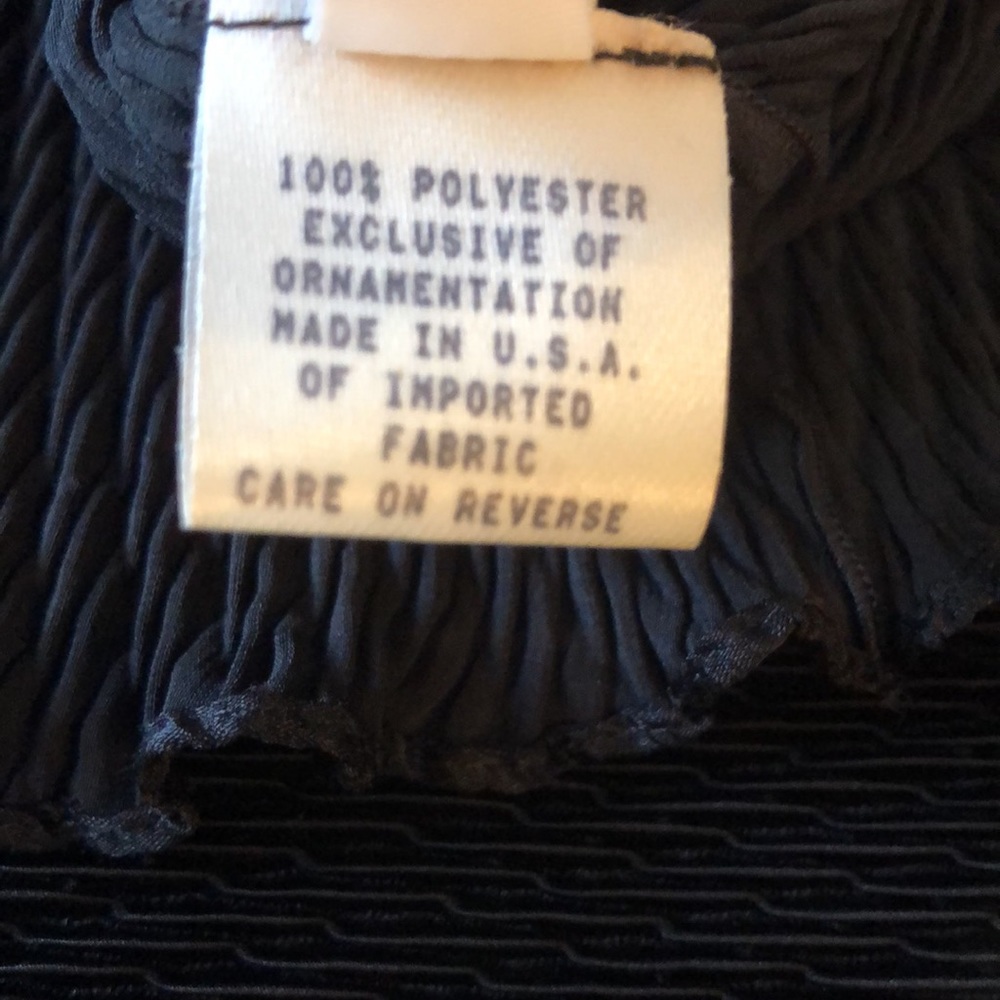 100% POLYESTER
EXCLUSIVE OF
ORNAMENTATION
MADE IN U.S.A.
OF IMPORTED
FABRIC
CARE ON REVERSE